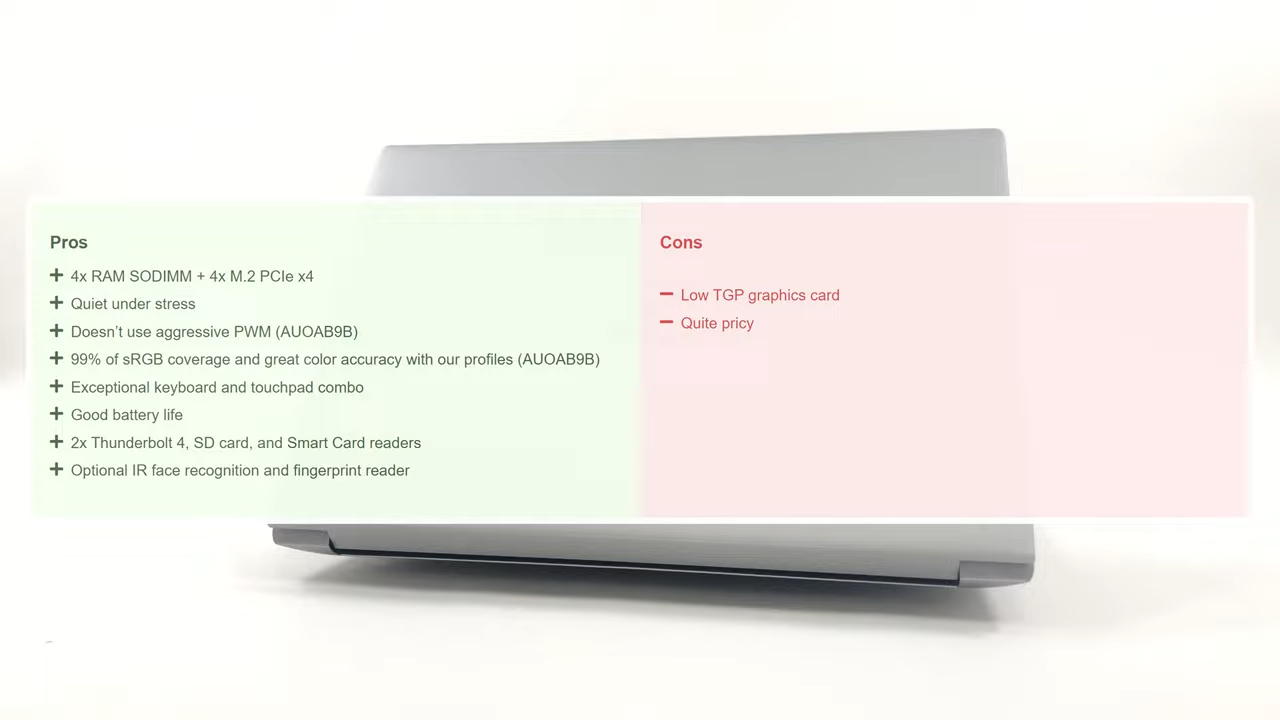 Pros
4x RAM SODIMM + 4x M.2 PCIe x4
Quiet under stress
Doesn’t use aggressive PWM (AUOAB9B)
99% of sRGB coverage and great color accuracy with our profiles (AUOAB9B)
Exceptional keyboard and touchpad combo
Good battery life
2x Thunderbolt 4, SD card, and Smart Card readers
Optional IR face recognition and fingerprint reader
Cons
Low TGP graphics card
Quite pricy